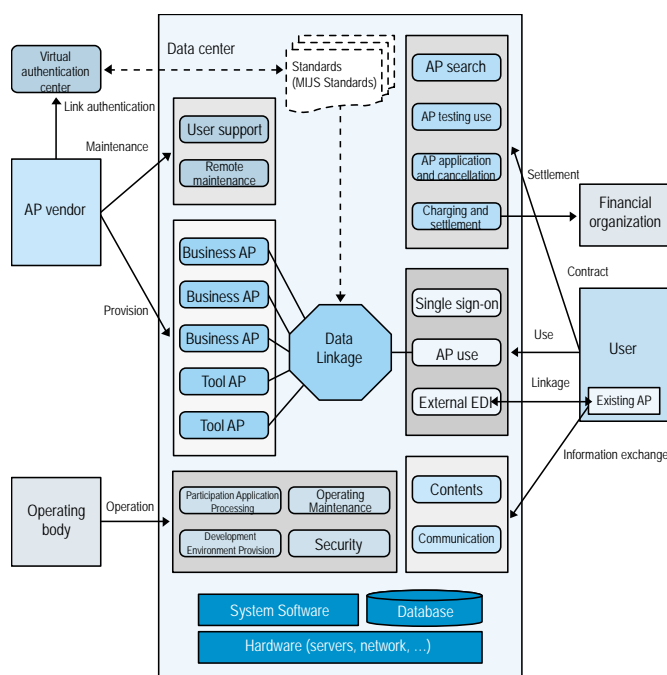 Virtual
authentication
center
Data center
Standards
(MIJS Standards)
Link authentication
Maintenance
AP vendor
Provision
User support
Remote
maintenance
Business AP
Business AP
Business AP
Tool AP
Tool AP
Data
Linkage
AP search
AP testing use
AP application
and cancellation
Charging and
settlement
Settlement
Financial
organization
Contract
Single sign-on
AP use
External EDI
Use
Linkage
User
Existing AP
Information exchange
Contents
Communication
Operating
body
Operation
Participation Application
Processing
Operating
Maintenance
Development
Environment Provision
Security
System Software
Database
Hardware (servers, network, ...)